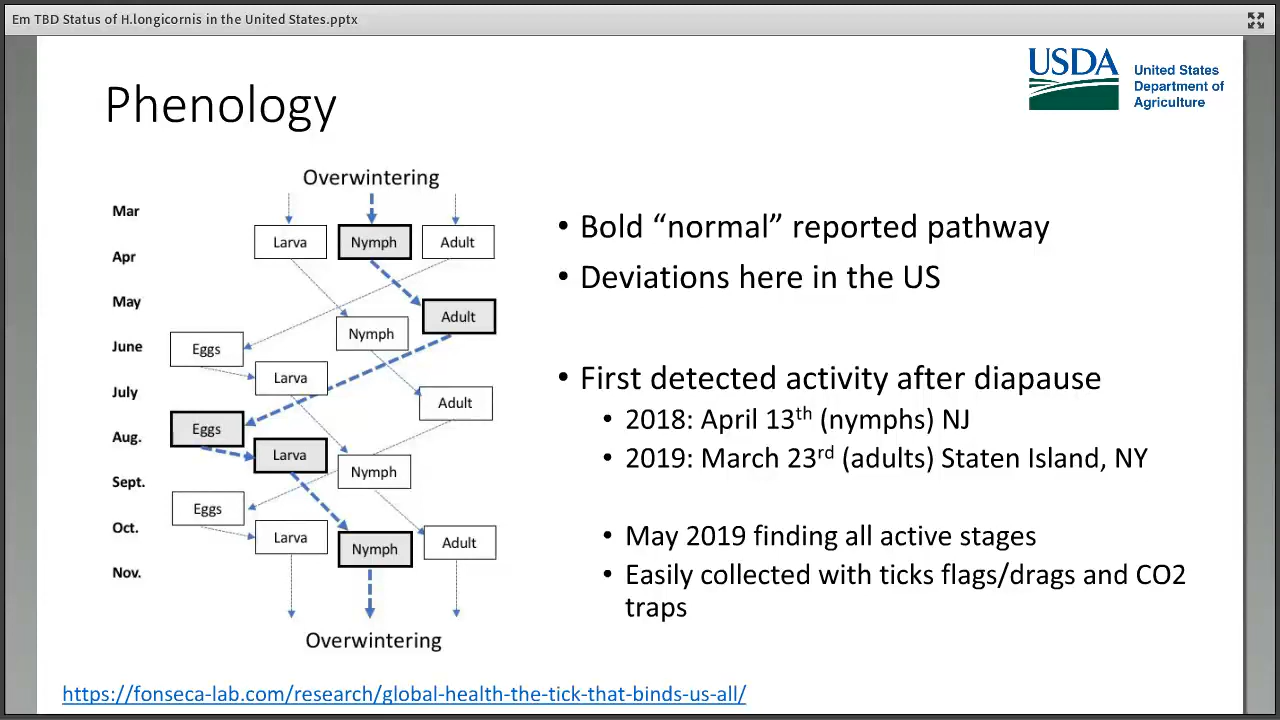 Em TBD Status of H.longicornis in the United States.pptx
Phenology
USDA
United States
Department of
Agriculture
Overwintering
Mar
Larva
Nymph
Adult
Apr
May
Adult
Nymph
June
Eggs
Larva
July
Adult
Eggs
Aug.
Larva
Nymph
Sept.
Eggs
Oct.
Larva
Nymph
Adult
Nov.
Overwintering
• Bold “normal” reported pathway
• Deviations here in the US
• First detected activity after diapause
• 2018: April 13th (nymphs) NJ
• 2019: March 23rd (adults) Staten Island, NY
• May 2019 finding all active stages
• Easily collected with ticks flags/drags and CO2
traps
https://fonseca-lab.com/research/global-health-the-tick-that-binds-us-all/